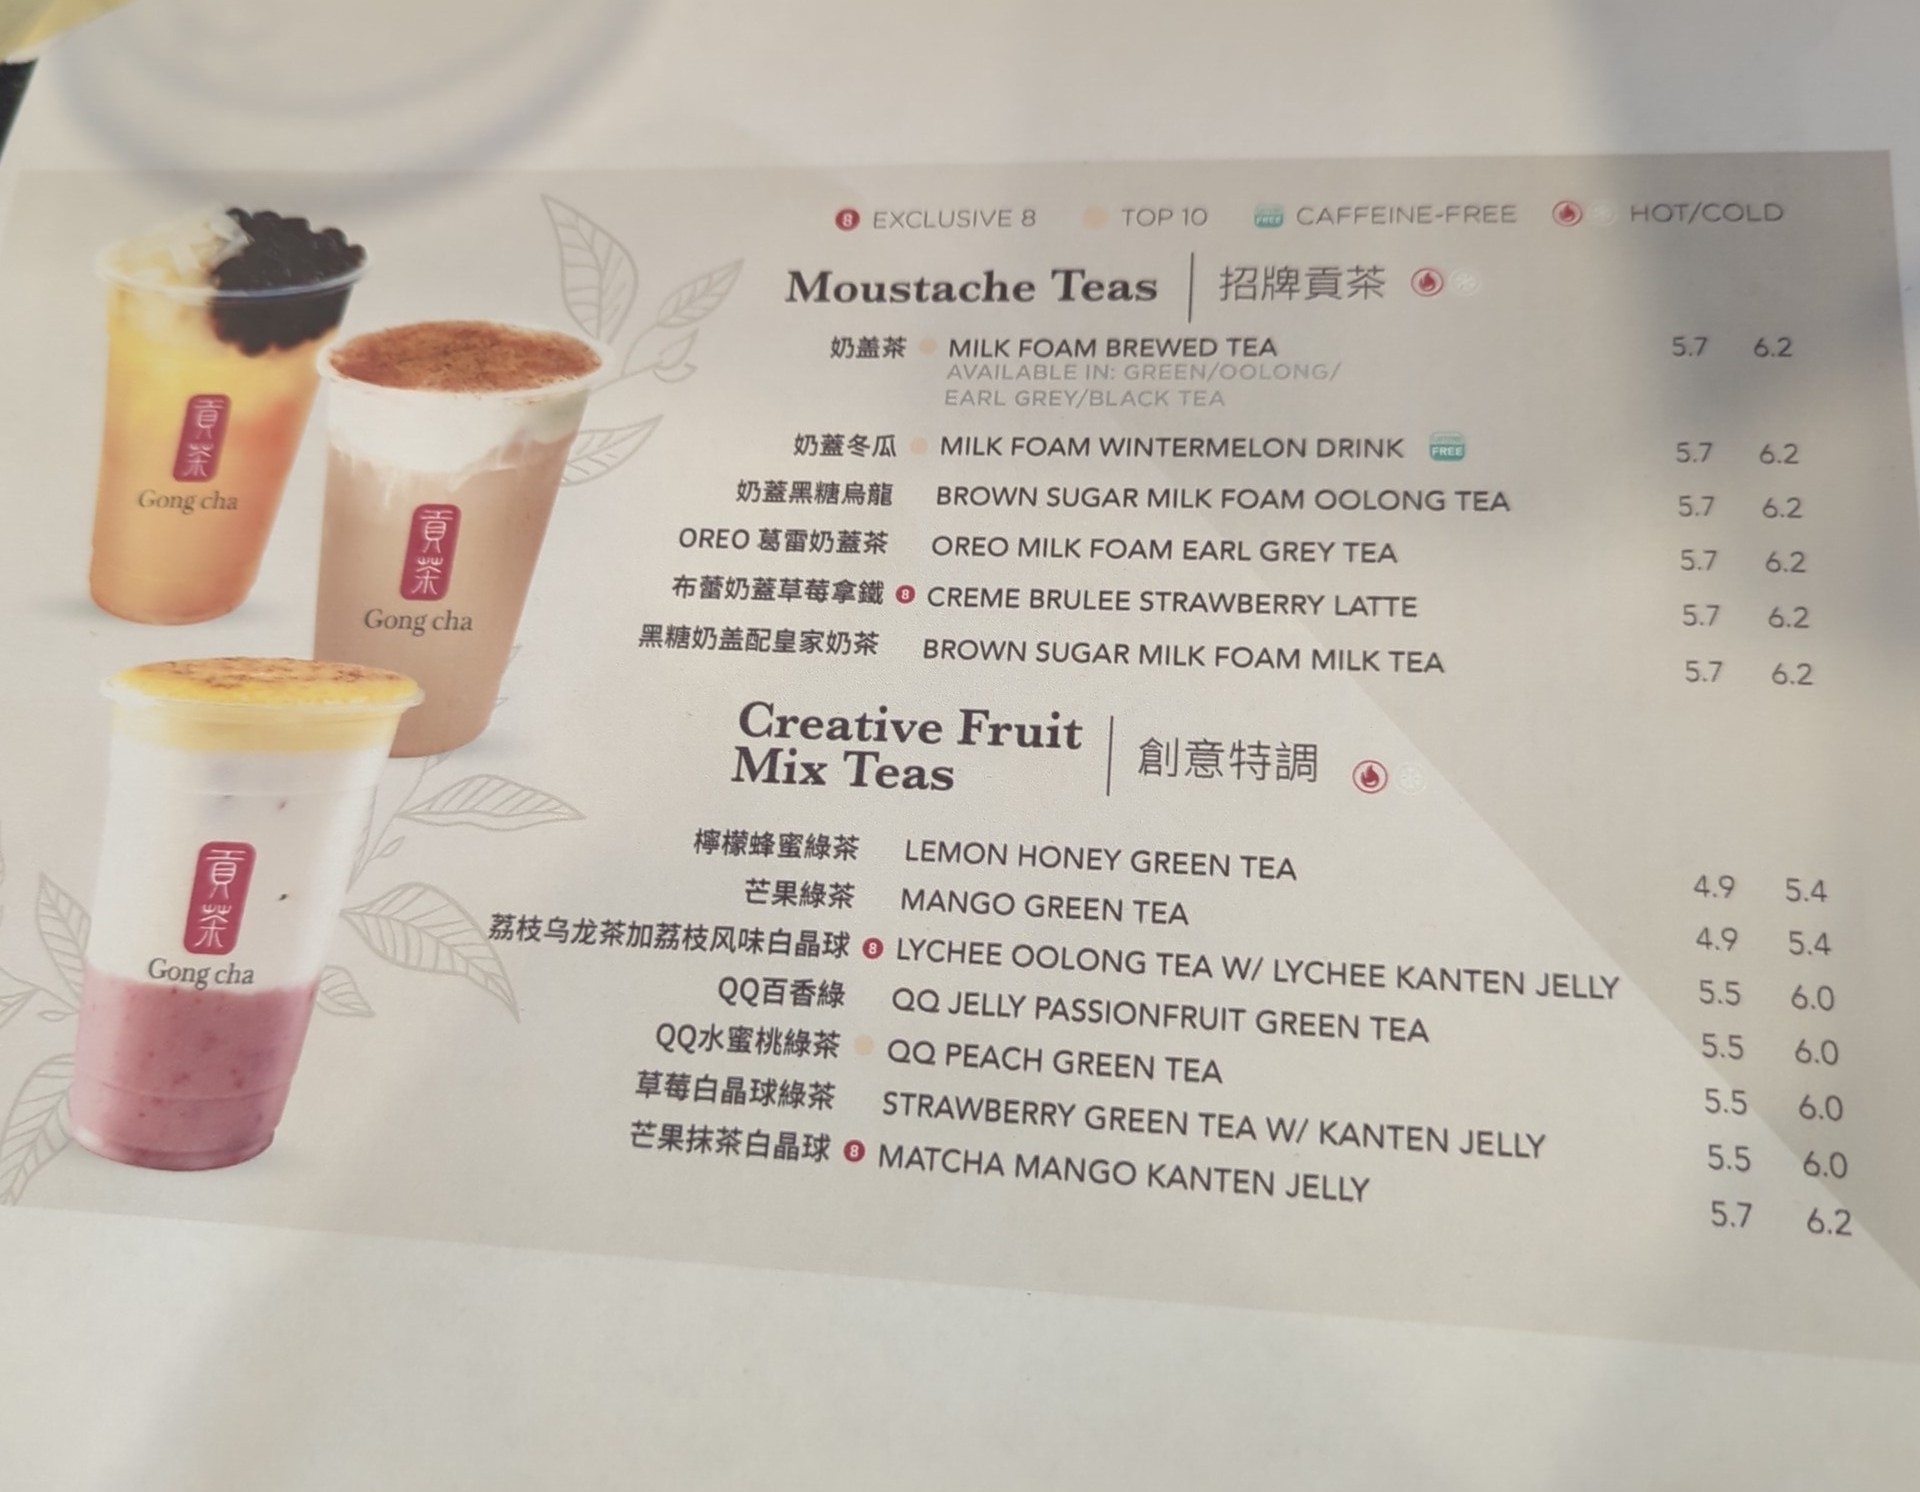 8 EXCLUSIVE 8 TOP 10 FREE CAFFEINE-FREE HOT/COLD
Moustache Teas | 招牌貢茶
奶盖茶 MILK FOAM BREWED TEA 5.7 6.2
AVAILABLE IN: GREEN/OOLONG/
EARL GREY/BLACK TEA
奶蓋冬瓜 MILK FOAM WINTERMELON DRINK FREE 5.7 6.2
奶蓋黑糖烏龍 BROWN SUGAR MILK FOAM OOLONG TEA 5.7 6.2
OREO 葛雷奶蓋茶 OREO MILK FOAM EARL GREY TEA 5.7 6.2
布蕾奶蓋草莓拿鐵 8 CREME BRULEE STRAWBERRY LATTE 5.7 6.2
黑糖奶盖配皇家奶茶 BROWN SUGAR MILK FOAM MILK TEA 5.7 6.2
Creative Fruit
Mix Teas | 創意特調
檸檬蜂蜜綠茶 LEMON HONEY GREEN TEA 4.9 5.4
芒果綠茶 MANGO GREEN TEA 4.9 5.4
荔枝乌龙茶加荔枝风味白晶球 8 LYCHEE OOLONG TEA W/ LYCHEE KANTEN JELLY 5.5 6.0
QQ百香綠 QQ JELLY PASSIONFRUIT GREEN TEA 5.5 6.0
QQ水蜜桃綠茶 QQ PEACH GREEN TEA 5.5 6.0
草莓白晶球綠茶 STRAWBERRY GREEN TEA W/ KANTEN JELLY 5.5 6.0
芒果抹茶白晶球 8 MATCHA MANGO KANTEN JELLY 5.7 6.2
貢茶
Gong cha
貢茶
Gong cha
貢茶
Gong cha